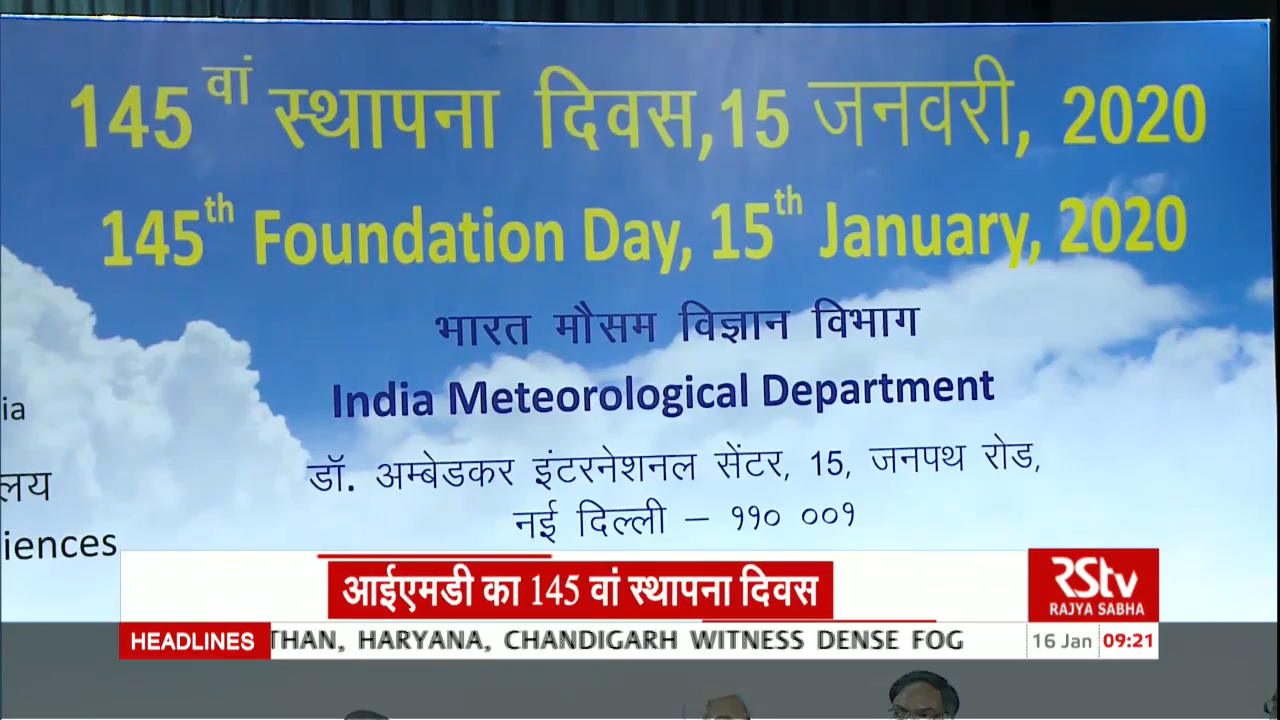 145वां स्थापना दिवस,15 जनवरी, 2020
145th Foundation Day, 15th January, 2020
भारत मौसम विज्ञान विभाग
India Meteorological Department
डॉ. अम्बेडकर इंटरनेशनल सेंटर, 15, जनपथ रोड,
नई दिल्ली – ११० ००१
ia
लय
iences
आईएमडी का 145 वां स्थापना दिवस
RStv
RAJYA SABHA
HEADLINES THAN, HARYANA, CHANDIGARH WITNESS DENSE FOG 16 Jan 09:21